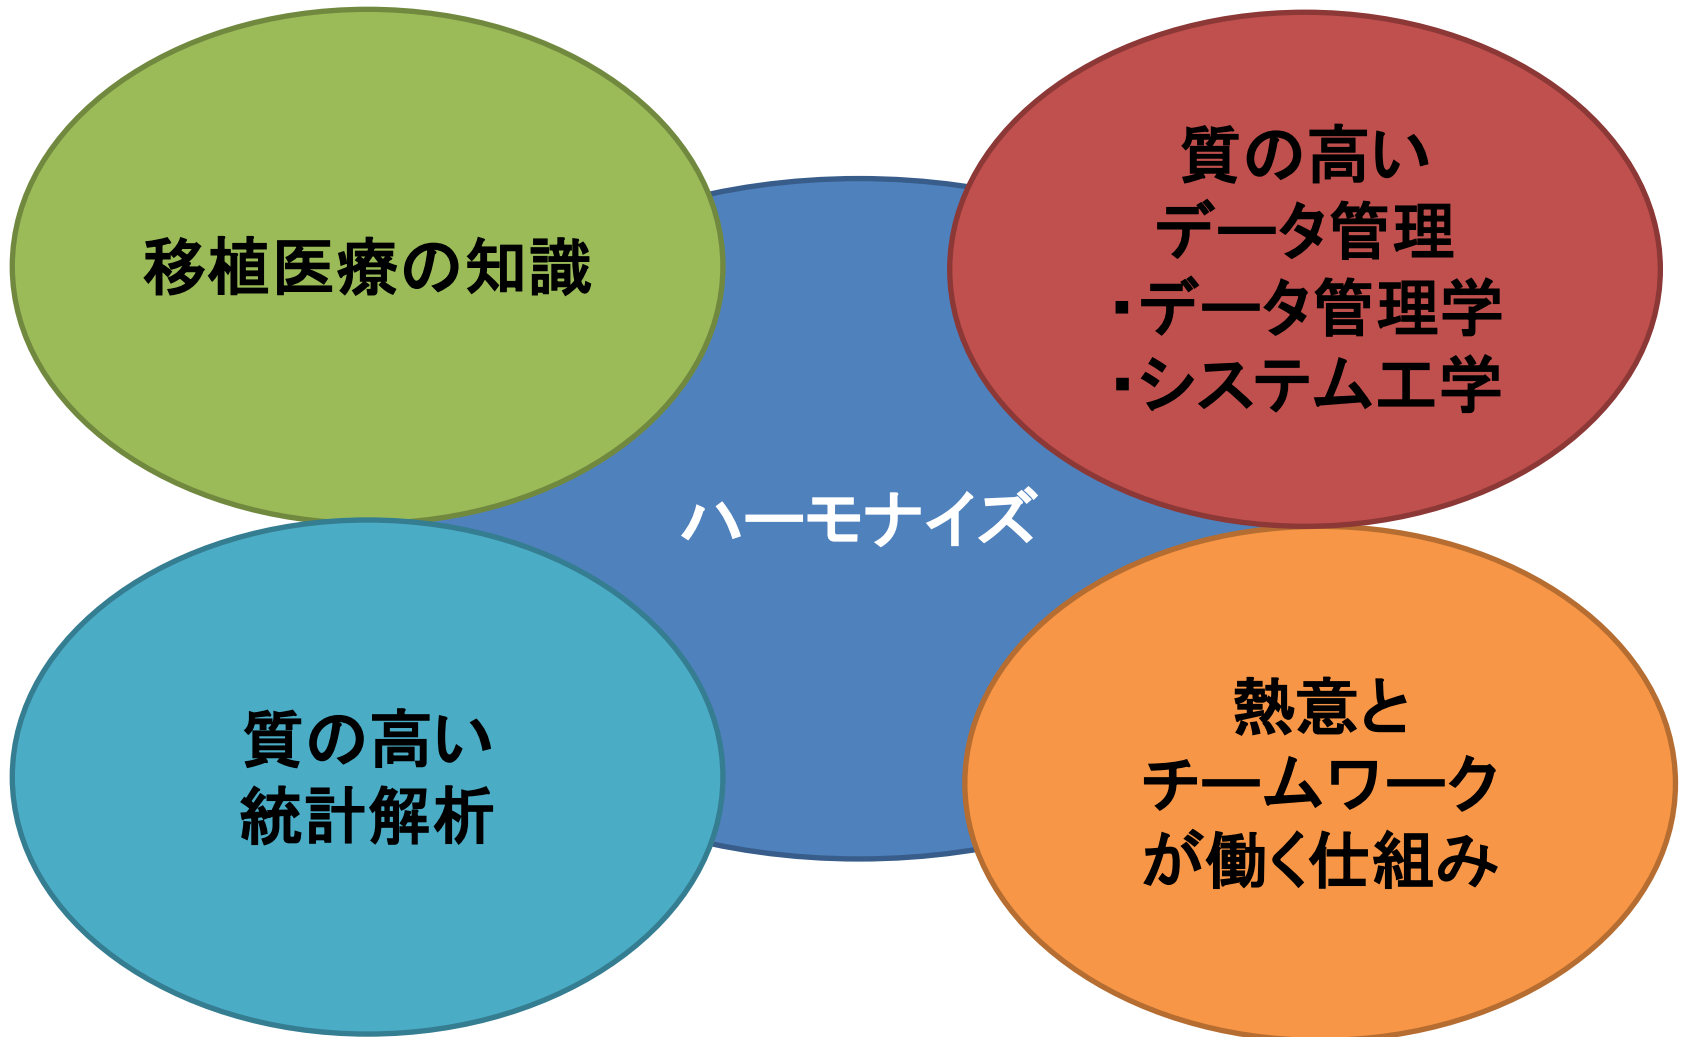 移植医療の知識
質の高い
データ管理
・データ管理学
・システム工学
ハーモナイズ
質の高い
統計解析
熱意と
チームワーク
が働く仕組み